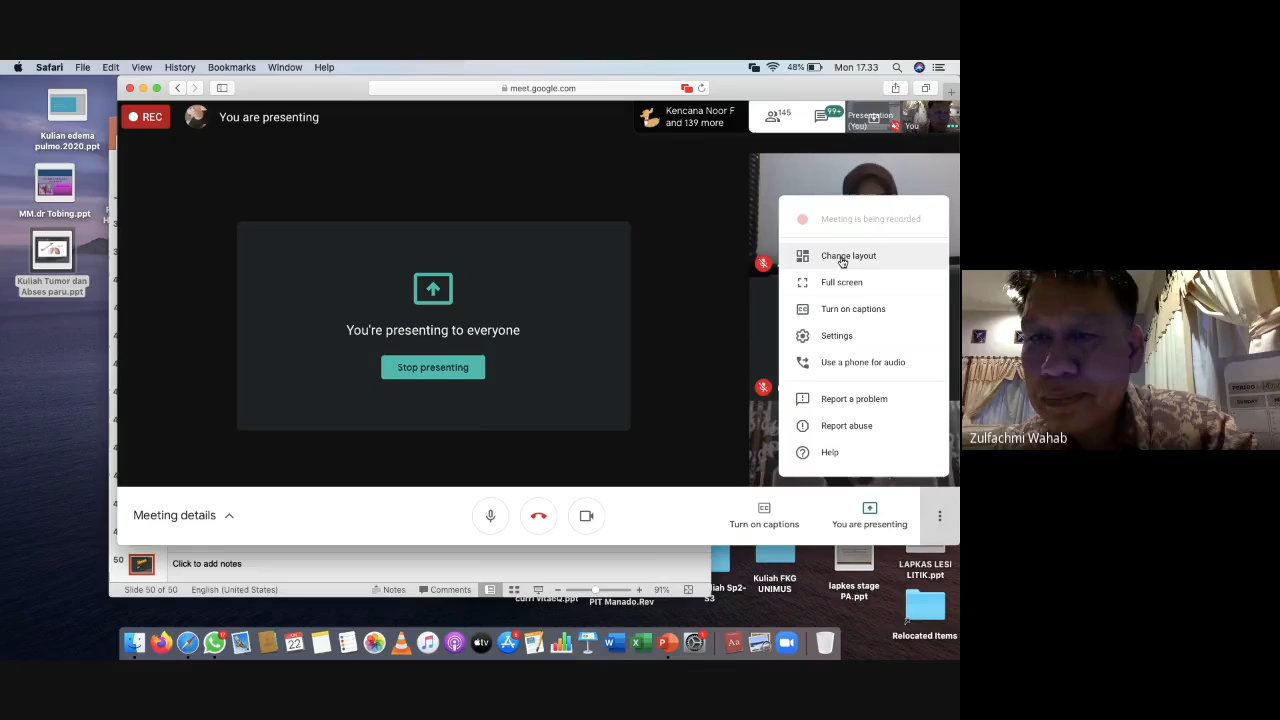 Safari File Edit View History Bookmarks Window Help
48% Mon 17.33
meet.google.com
REC
You are presenting
Kencana Noor F
and 139 more
145
99+
Presentation
(You)
You
Kulian edema
pulmo.2020.ppt
MM.dr Tobing.ppt
Kuliah Tumor dan
Abses paru.ppt
You're presenting to everyone
Stop presenting
Meeting is being recorded
Change layout
Full screen
Turn on captions
Settings
Use a phone for audio
Report a problem
Report abuse
Help
PERIOD
SUNDAY
Zulfachmi Wahab
Meeting details
Turn on captions
You are presenting
50
Click to add notes
Slide 50 of 50 English (United States) Notes Comments 91%
PIT Manado.Rev
Kuliah FKG
UNIMUS
lapkes stage
PA.ppt
LAPKAS LESI
LITIK.ppt
Relocated Items